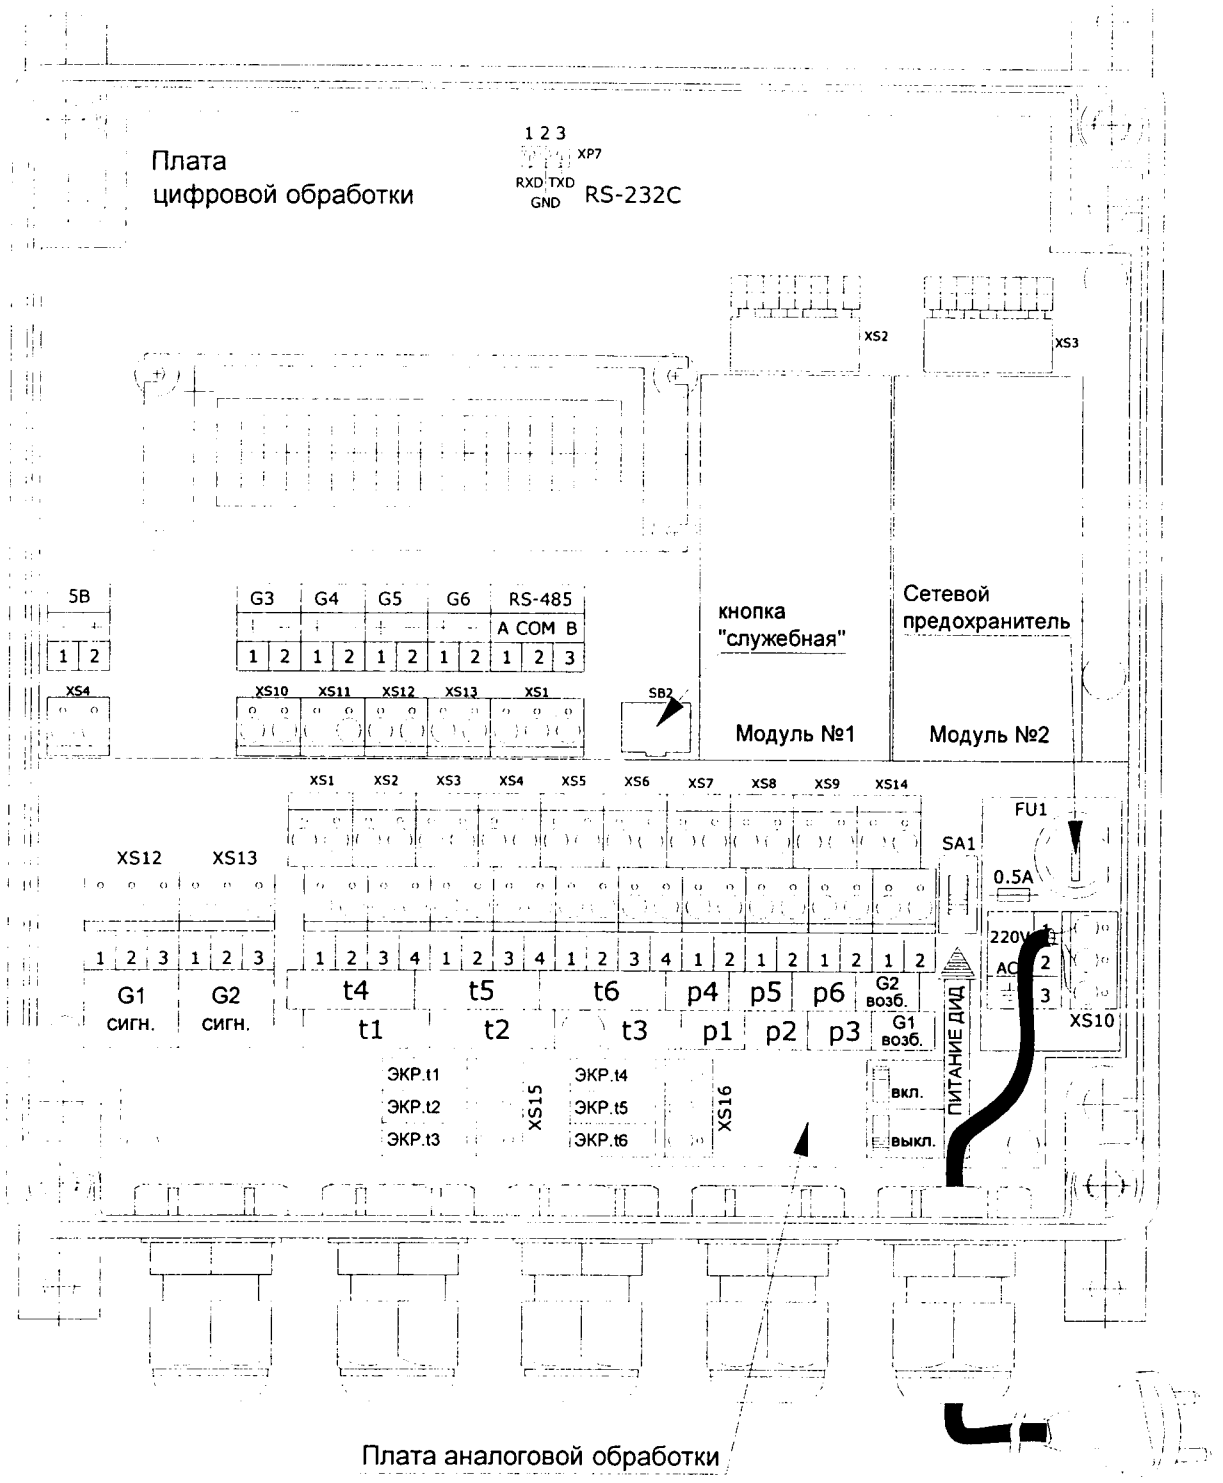 1 2 3
XP7
Плата
цифровой обработки
RXD TXD
GND
RS-232C
XS2
XS3
5В
G3 G4 G5 G6 RS-485
+ - + - + - + - A COM B
1 2
1 2 1 2 1 2 1 2 1 2 3
XS4
XS10 XS11 XS12 XS13 XS1
SB2
кнопка
"служебная"
Сетевой
предохранитель
Модуль №1
Модуль №2
XS1 XS2 XS3 XS4 XS5 XS6 XS7 XS8 XS9 XS14
FU1
SA1
XS12 XS13
0.5A
220V 1
AC 2
3
XS10
1 2 3 1 2 3
1 2 3 4 1 2 3 4 1 2 3 4 1 2 1 2 1 2 1 2
G1
сигн.
G2
сигн.
t4 t5 t6 p4 p5 p6 G2
возб.
t1 t2 t3 p1 p2 p3 G1
возб.
ПИТАНИЕ ДИД
ЭКР.t1
ЭКР.t2
ЭКР.t3
XS15
ЭКР.t4
ЭКР.t5
ЭКР.t6
XS16
вкл.
выкл.
Плата аналоговой обработки